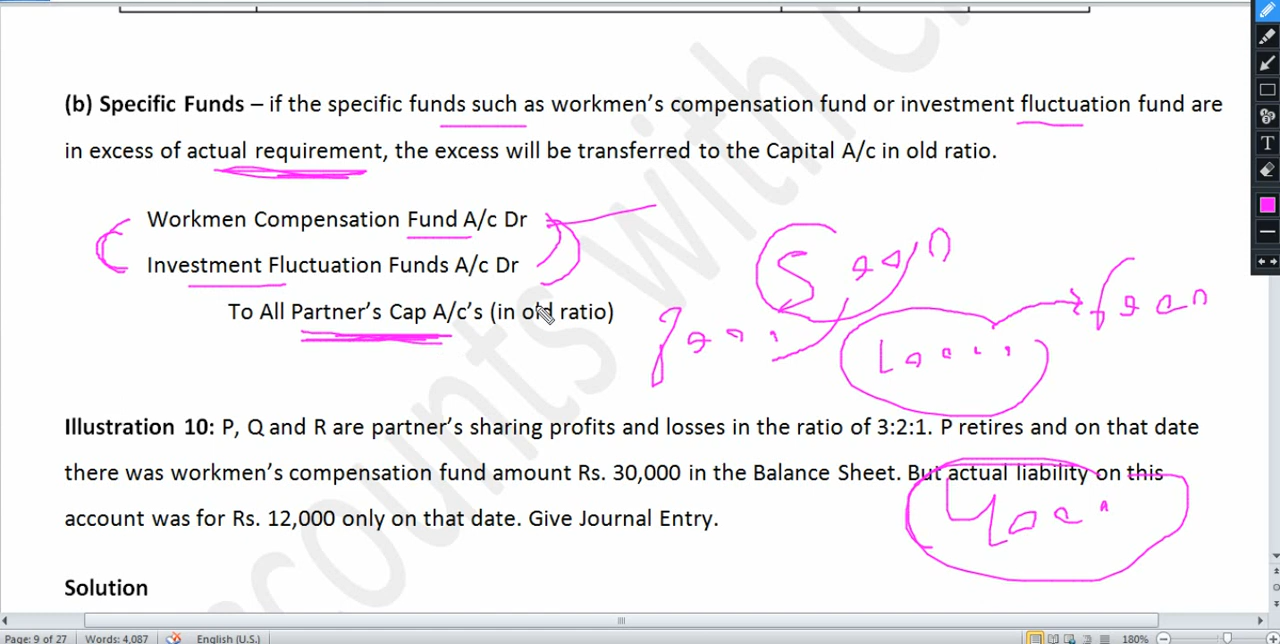 (b) Specific Funds – if the specific funds such as workmen's compensation fund or investment fluctuation fund are
in excess of actual requirement, the excess will be transferred to the Capital A/c in old ratio.
Workmen Compensation Fund A/c Dr
Investment Fluctuation Funds A/c Dr
To All Partner's Cap A/c's (in old ratio)
Illustration 10: P, Q and R are partner's sharing profits and losses in the ratio of 3:2:1. P retires and on that date
there was workmen's compensation fund amount Rs. 30,000 in the Balance Sheet. But actual liability on this
account was for Rs. 12,000 only on that date. Give Journal Entry.
Solution
Page: 9 of 27
Words: 4,087
English (U.S.)
180%